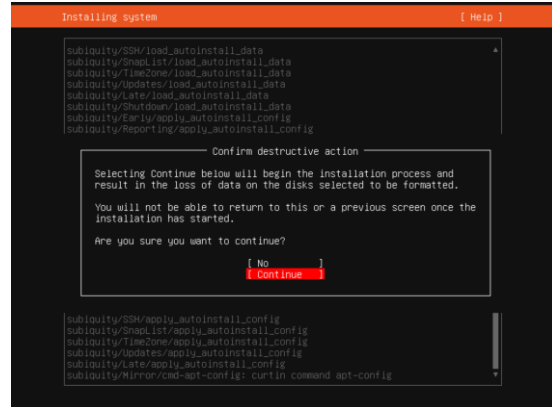 Installing system [ Help ]
subiquity/SSH/load_autoinstall_data
subiquity/SnapList/load_autoinstall_data
subiquity/TimeZone/load_autoinstall_data
subiquity/Updates/load_autoinstall_data
subiquity/Late/load_autoinstall_data
subiquity/Shutdown/load_autoinstall_data
subiquity/Early/apply_autoinstall_config
subiquity/Reporting/apply_autoinstall_config
Confirm destructive action
Selecting Continue below will begin the installation process and
result in the loss of data on the disks selected to be formatted.
You will not be able to return to this or a previous screen once the
installation has started.
Are you sure you want to continue?
[ No ]
[ Continue ]
subiquity/SSH/apply_autoinstall_config
subiquity/SnapList/apply_autoinstall_config
subiquity/TimeZone/apply_autoinstall_config
subiquity/Updates/apply_autoinstall_config
subiquity/Late/apply_autoinstall_config
subiquity/Mirror/cmd-apt-config: curtin command apt-config